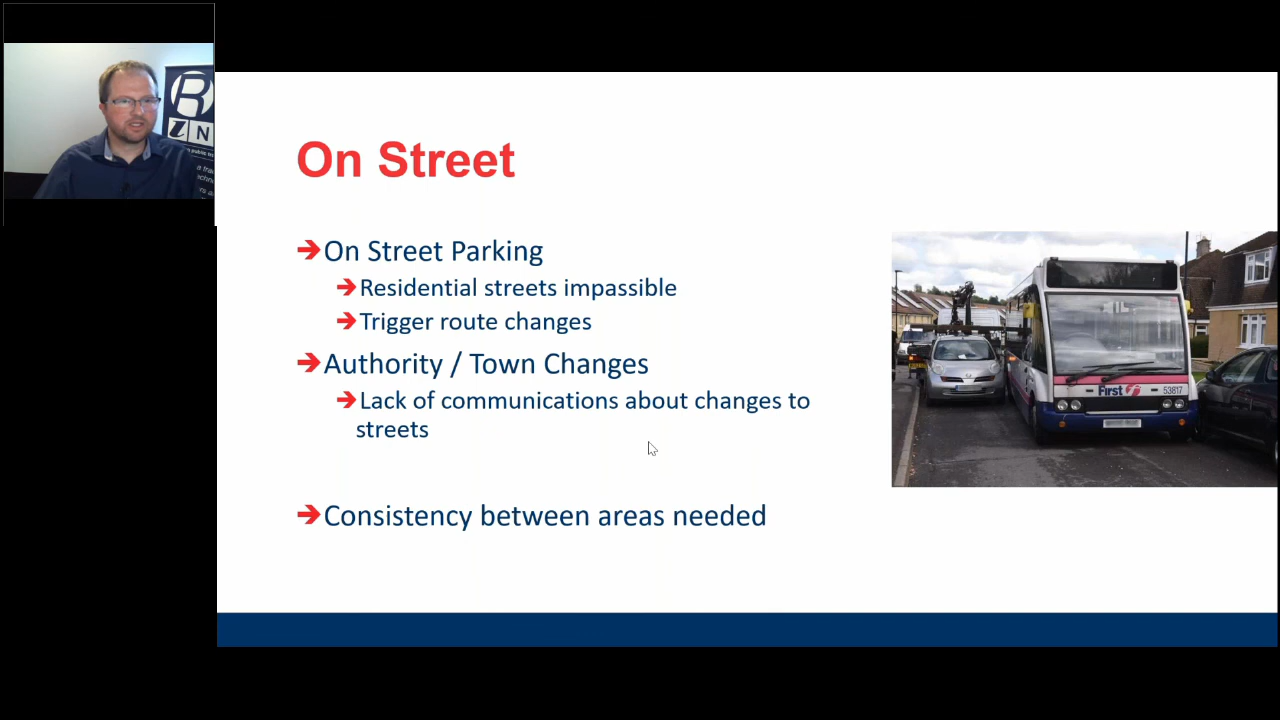 R
iN
On Street
On Street Parking
Residential streets impassible
Trigger route changes
Authority / Town Changes
Lack of communications about changes to
streets
Consistency between areas needed
First
53817